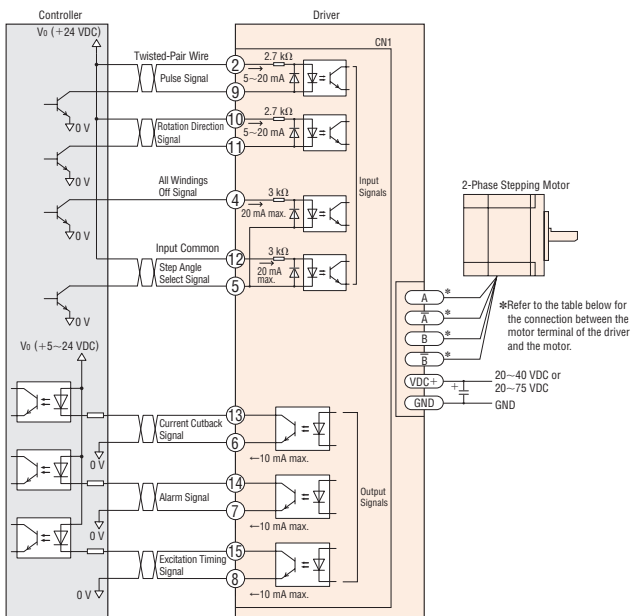 Controller
Driver
V₀ (+24 VDC)
CN1
Twisted-Pair Wire
2
2.7 kΩ
Pulse Signal
5~20 mA
9
0 V
10
2.7 kΩ
Rotation Direction
Signal
5~20 mA
11
0 V
All Windings
Off Signal
4
3 kΩ
20 mA max.
Input
Signals
0 V
Input Common
12
3 kΩ
Step Angle
Select Signal
20 mA
max.
5
0 V
2-Phase Stepping Motor
A *
A̅ *
B *
B̅ *
*Refer to the table below for
the connection between the
motor terminal of the driver
and the motor.
VDC+
+
20~40 VDC or
20~75 VDC
GND
GND
V₀ (+5~24 VDC)
13
Current Cutback
Signal
6
0 V
←10 mA max.
14
Alarm Signal
7
0 V
←10 mA max.
Output
Signals
15
Excitation Timing
Signal
8
0 V
←10 mA max.